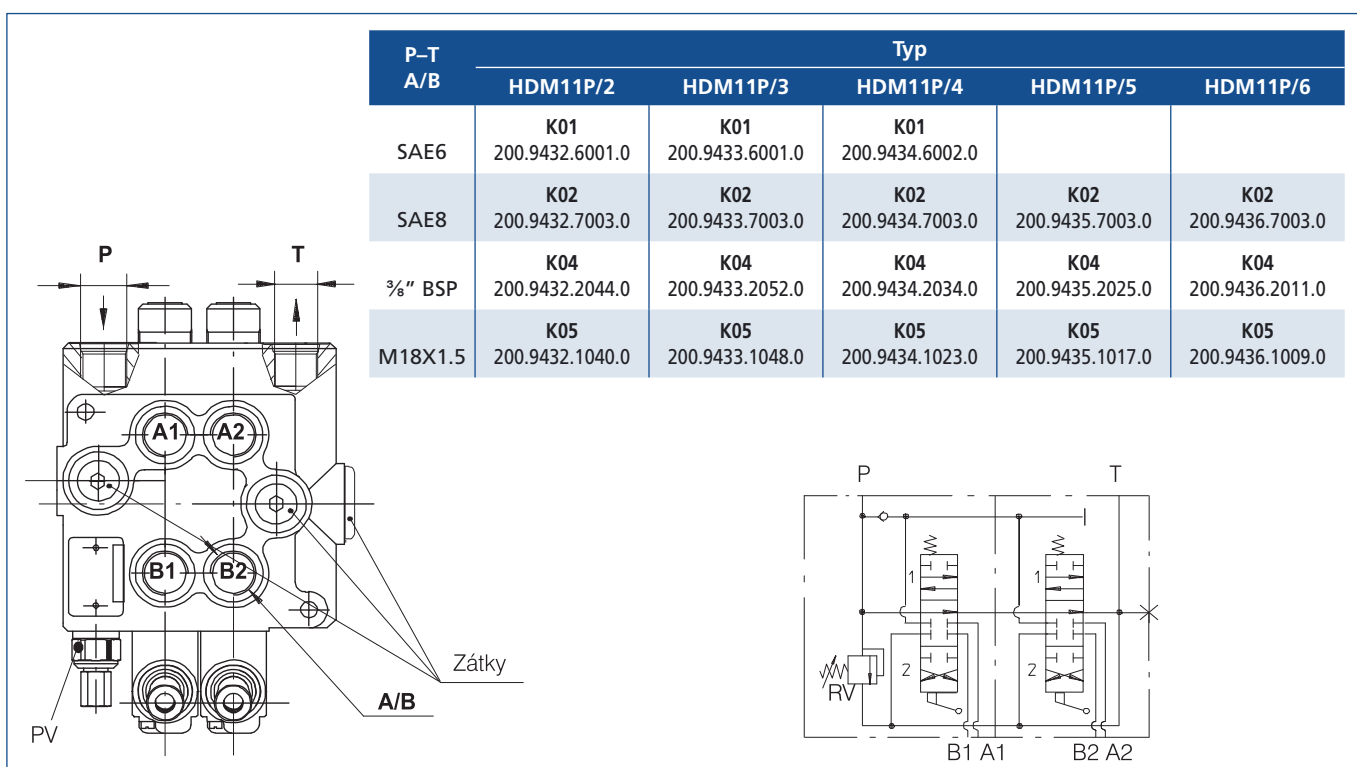 P–T
A/B
Typ
HDM11P/2 HDM11P/3 HDM11P/4 HDM11P/5 HDM11P/6
K01 K01 K01
SAE6 200.9432.6001.0 200.9433.6001.0 200.9434.6002.0
K02 K02 K02 K02 K02
SAE8 200.9432.7003.0 200.9433.7003.0 200.9434.7003.0 200.9435.7003.0 200.9436.7003.0
K04 K04 K04 K04 K04
⅜” BSP 200.9432.2044.0 200.9433.2052.0 200.9434.2034.0 200.9435.2025.0 200.9436.2011.0
K05 K05 K05 K05 K05
M18X1.5 200.9432.1040.0 200.9433.1048.0 200.9434.1023.0 200.9435.1017.0 200.9436.1009.0
P T
A1 A2
B1 B2
Zátky
A/B
PV
P T
1 1
2 2
RV
B1 A1 B2 A2